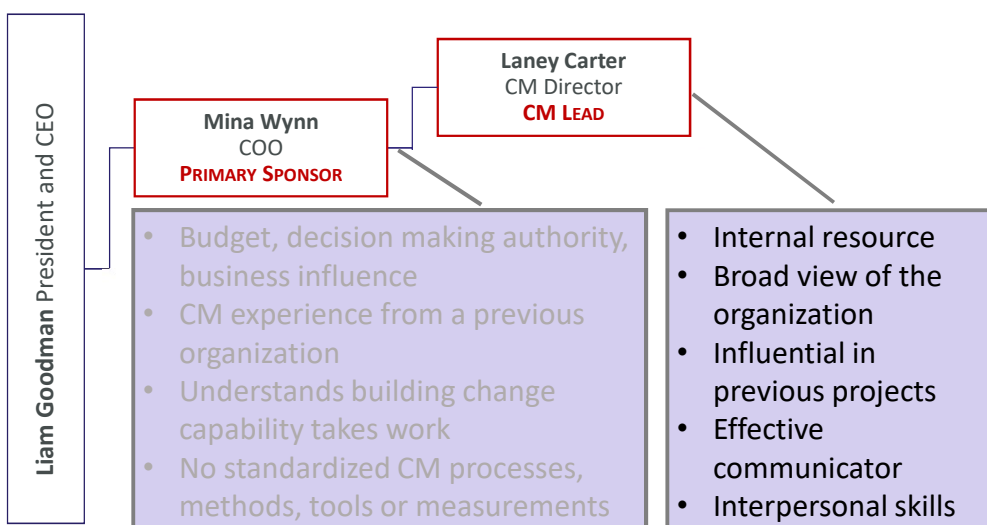 Liam Goodman President and CEO
Mina Wynn
COO
PRIMARY SPONSOR
Laney Carter
CM Director
CM LEAD
• Budget, decision making authority,
business influence
• CM experience from a previous
organization
• Understands building change
capability takes work
• No standardized CM processes,
methods, tools or measurements
• Internal resource
• Broad view of the
organization
• Influential in
previous projects
• Effective
communicator
• Interpersonal skills